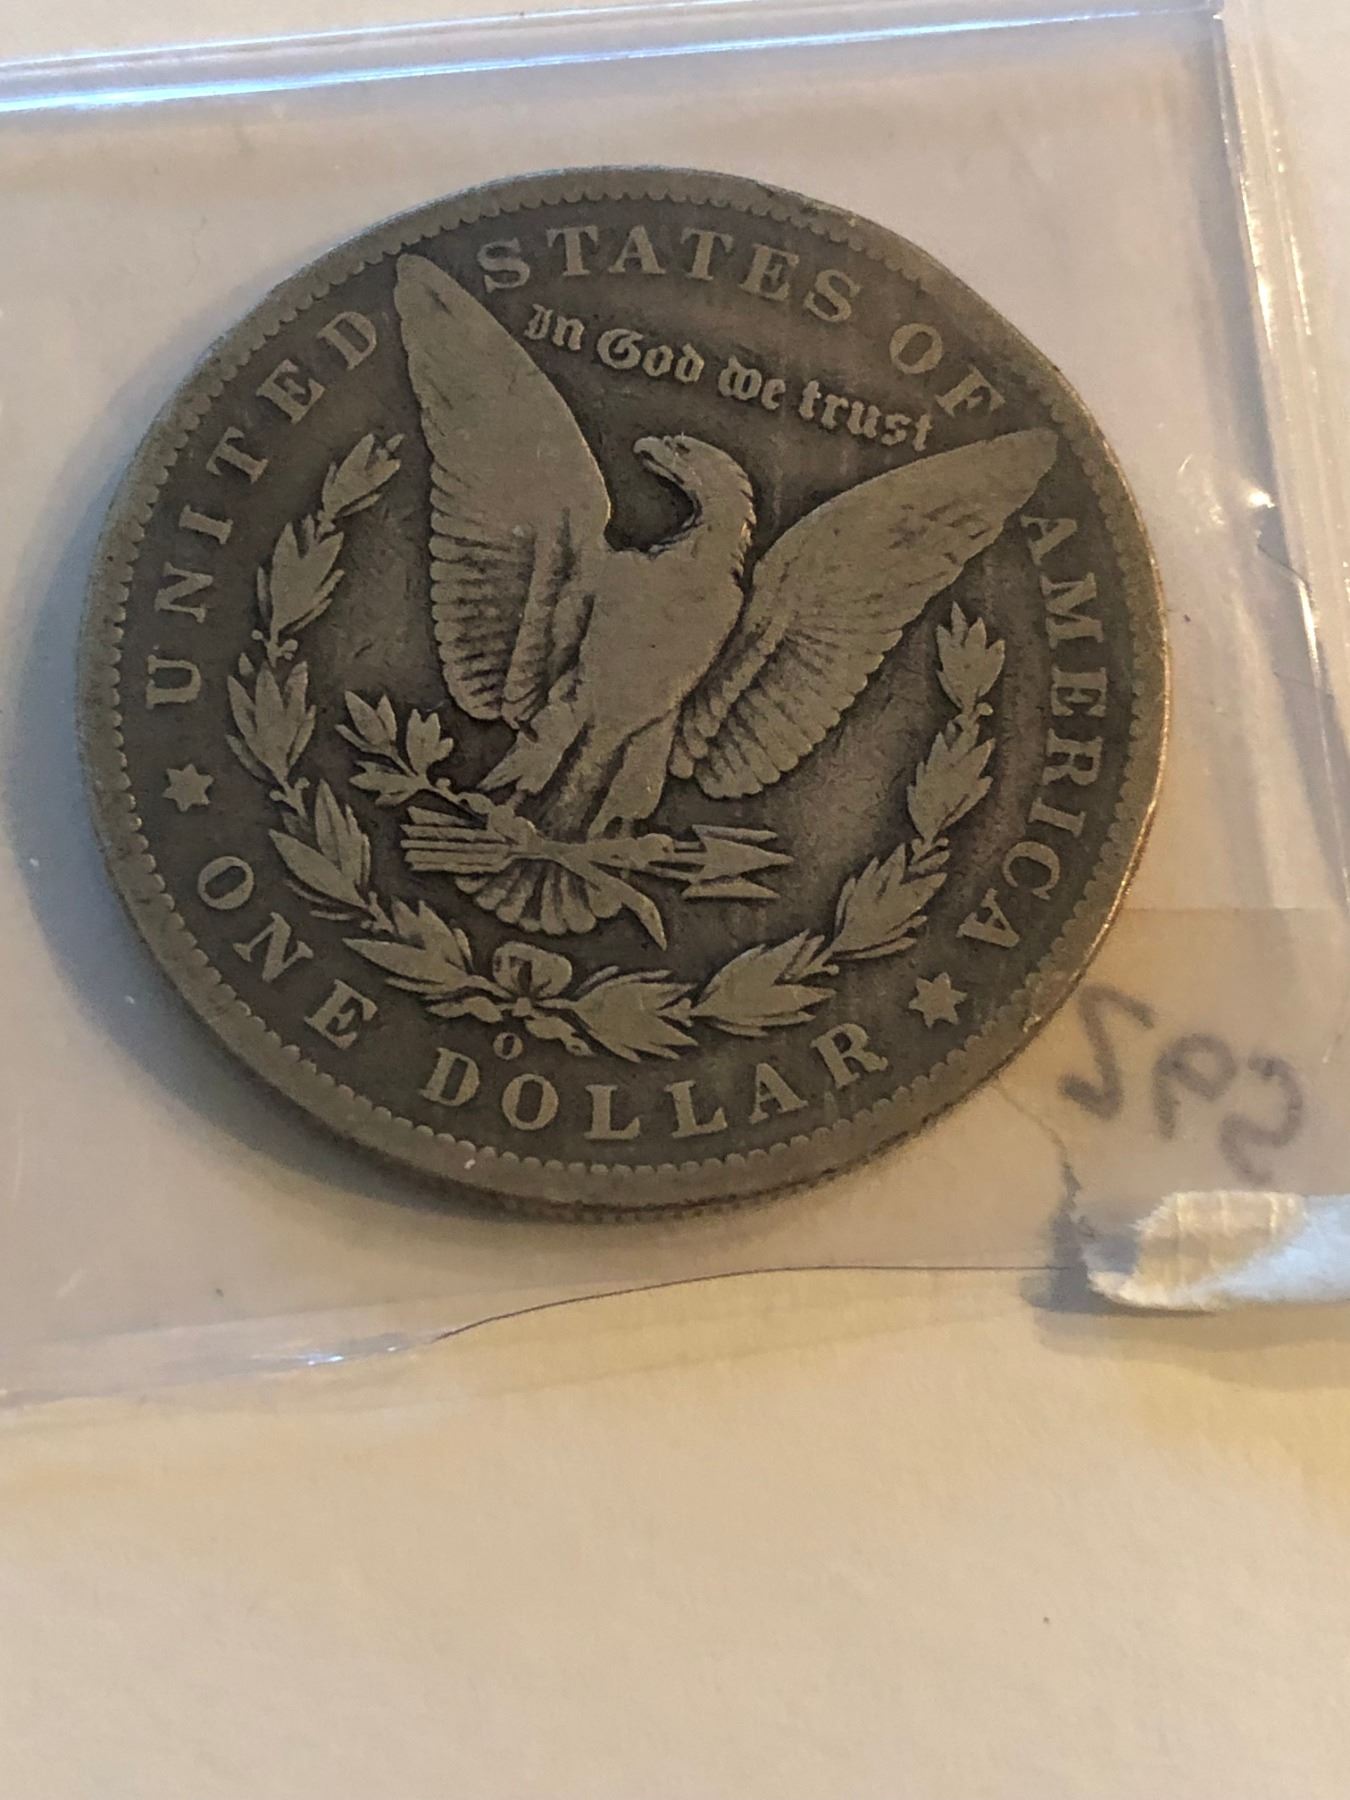 UNITED STATES OF AMERICA
In God we trust
O
ONE DOLLAR